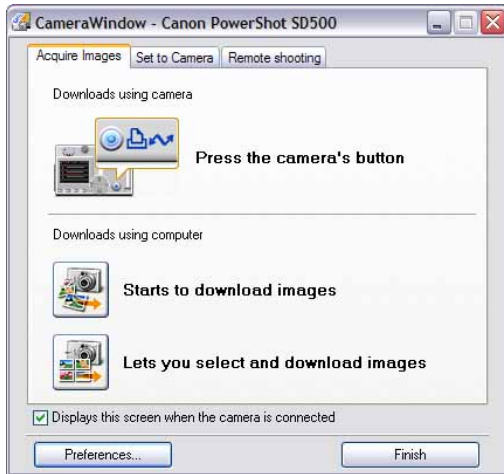 CameraWindow - Canon PowerShot SD500
Acquire Images Set to Camera Remote shooting
Downloads using camera
Press the camera's button
Downloads using computer
Starts to download images
Lets you select and download images
Displays this screen when the camera is connected
Preferences... Finish